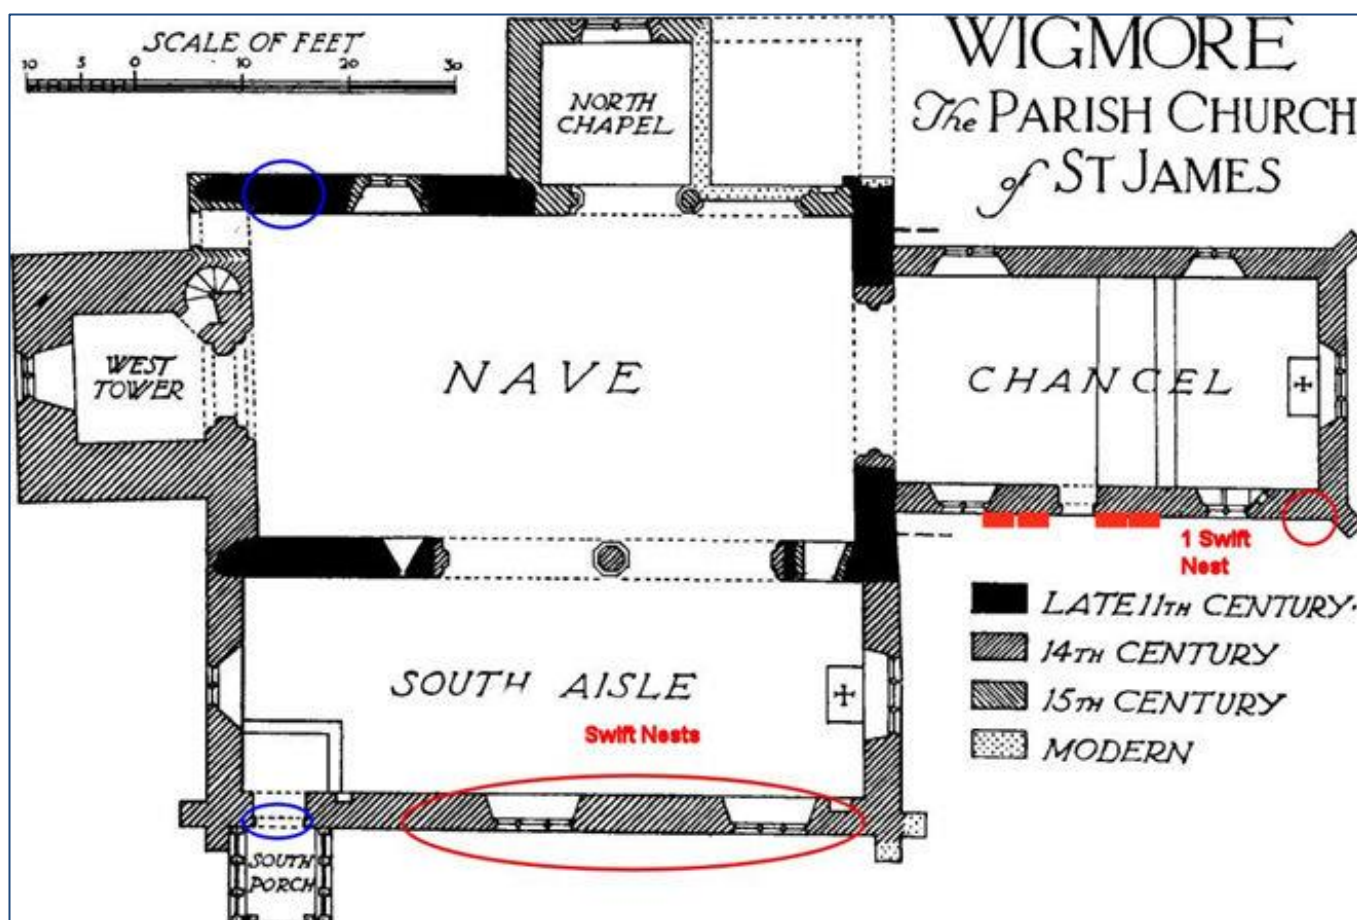 SCALE OF FEET
10 5 0 10 20 30
WIGMORE
The PARISH CHURCH
of ST JAMES
NORTH
CHAPEL
WEST
TOWER
NAVE
CHANCEL
1 Swift
Nest
LATE 11TH CENTURY.
14TH CENTURY
15TH CENTURY
MODERN
SOUTH AISLE
Swift Nests
SOUTH
PORCH